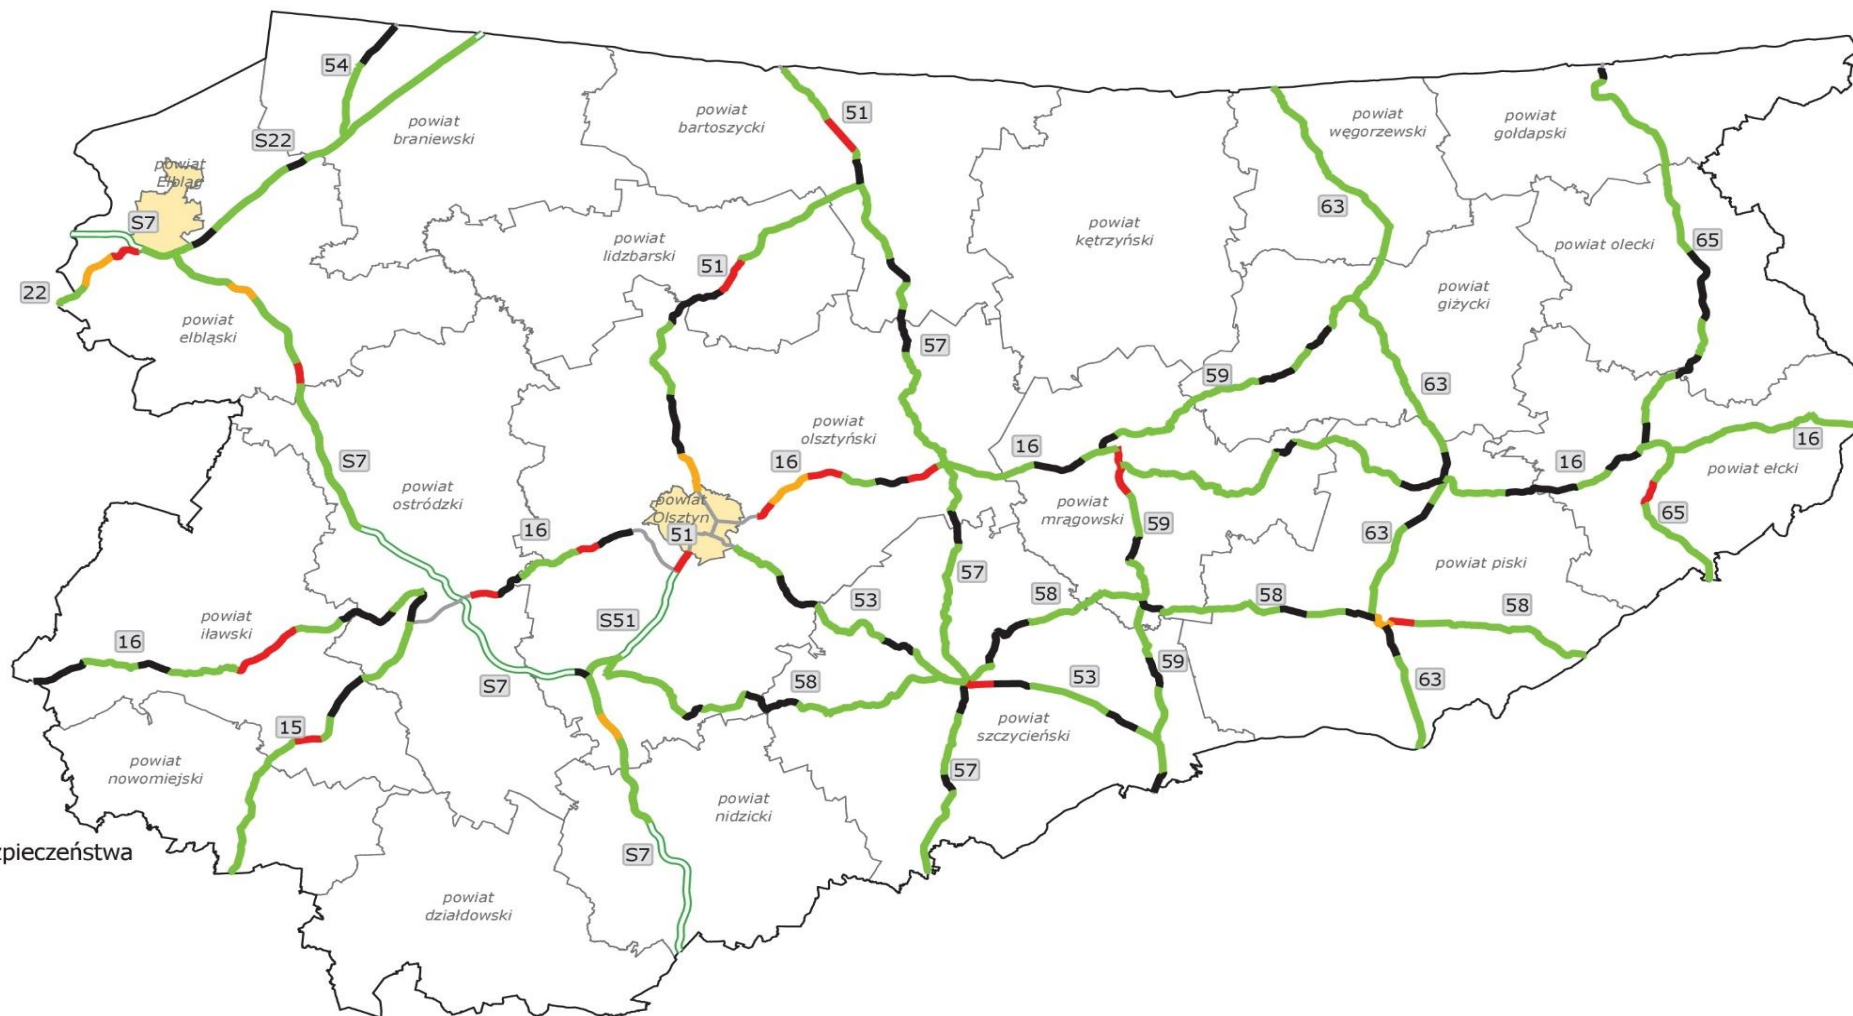 54
S22
powiat
braniewski
powiat
bartoszycki
51
powiat
węgorzewski
powiat
gołdapski
powiat
Elbląg
S7
22
powiat
elbląski
powiat
lidzbarski
51
powiat
kętrzyński
63
powiat olecki
65
powiat
giżycki
57
59
63
S7
powiat
ostródzki
powiat
olsztyński
16
16
16
16
powiat ełcki
16
powiat
Olsztyn
51
powiat
mrągowski
59
63
65
powiat piski
57
53
58
58
58
S51
powiat
iławski
16
S7
58
53
59
63
powiat
szczycieński
15
powiat
nowomiejski
57
powiat
nidzicki
S7
zpieczeństwa
powiat
działdowski